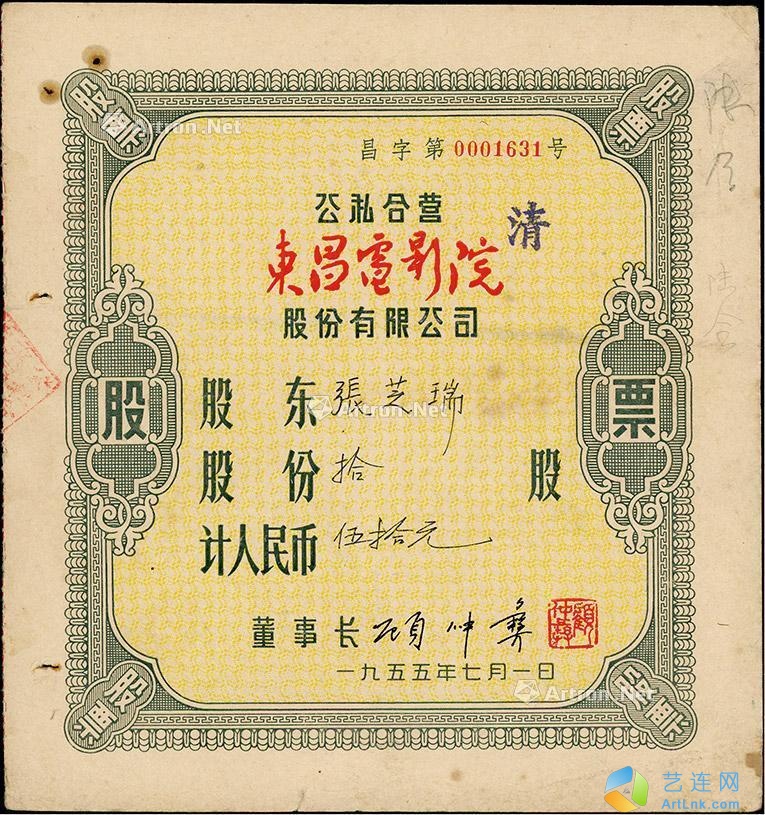 股票
股票
Artron.Net
昌字第0001631号
公私合营
清
東昌電影院
股份有限公司
股
票
股东 張芝瑞
Artron.Net
股份 拾 股
计人民币 伍拾元
董事长 顾仲彝
顧仲彝
一九五五年七月一日
Artron.Net
股票
股票
艺连网
ArtLnk.com